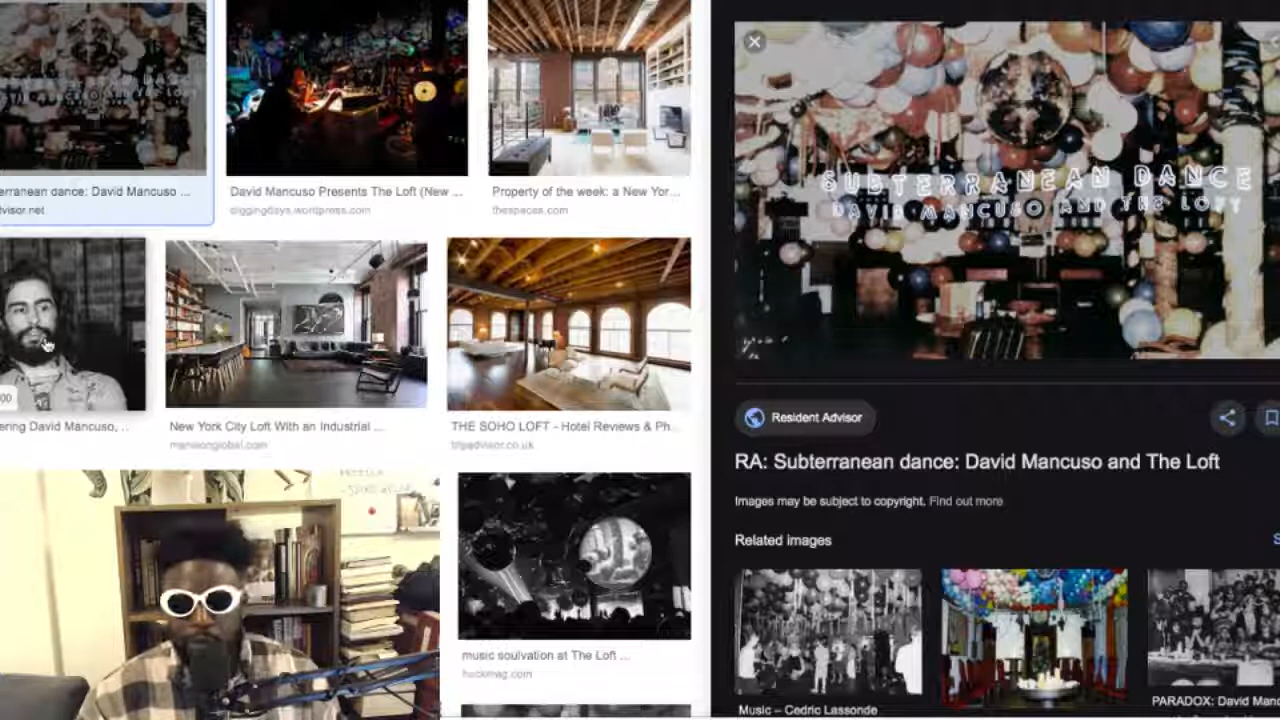 erranean dance: David Mancuso ...
dvisor.net
David Mancuso Presents The Loft (New ...
diggingdays.wordpress.com
Property of the week: a New Yor...
thespaces.com
00
ering David Mancuso, ..
New York City Loft With an Industrial ...
mansionglobal.com
THE SOHO LOFT - Hotel Reviews & Ph...
tripadvisor.co.uk
music soulvation at The Loft ...
huckmag.com
SUBTERRANEAN DANCE
DAVID MANCUSO AND THE LOFT
Resident Advisor
RA: Subterranean dance: David Mancuso and The Loft
Images may be subject to copyright. Find out more
Related images
S
Music – Cedric Lassonde
PARADOX: David Man